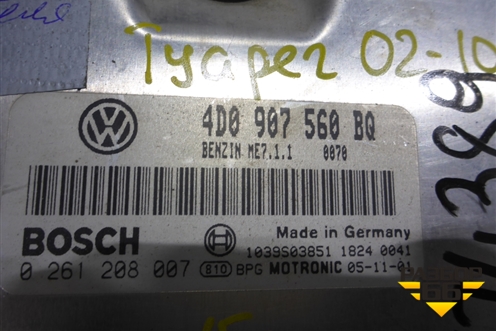 Туарег 02-10
4D0 907 560 BQ
BENZIN ME7.1.1 0070
BOSCH
Made in Germany
1039S03851 1824 0041
0 261 208 007 810 BPG MOTRONIC 05-11-01